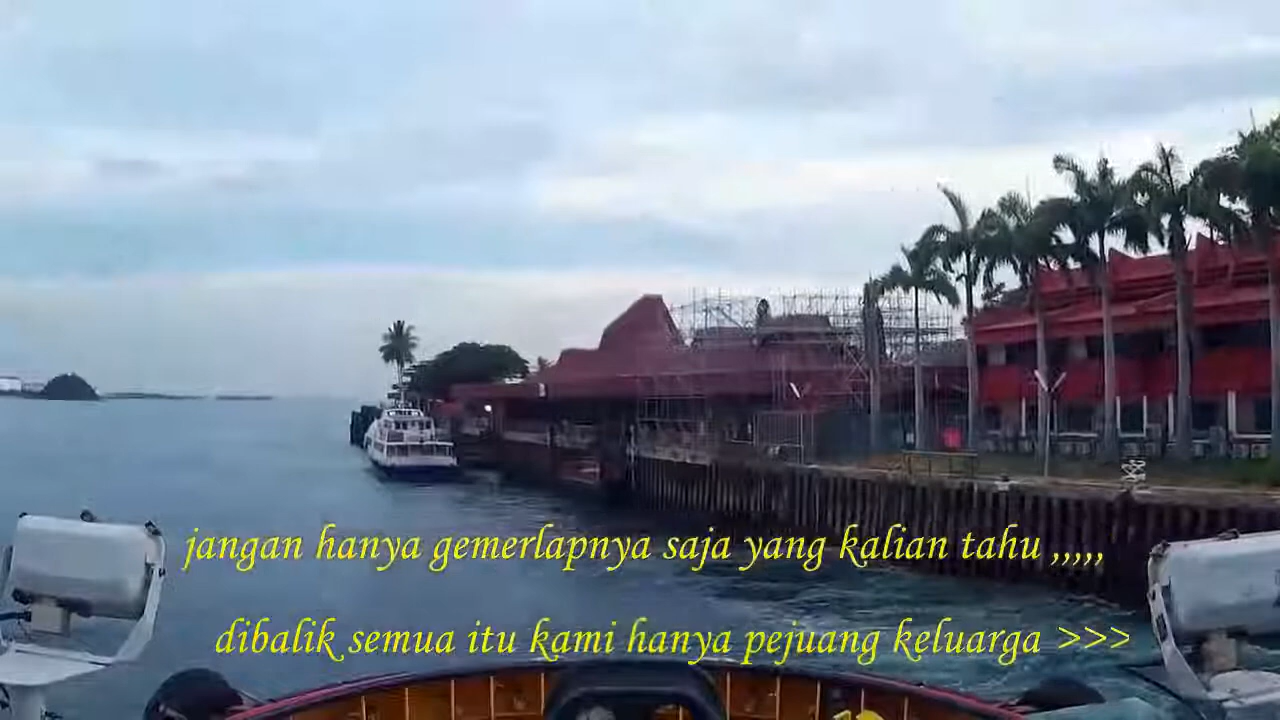 jangan hanya gemerlapnya saja yang kalian tahu ,,,,,
dibalik semua itu kami hanya pejuang keluarga >>>